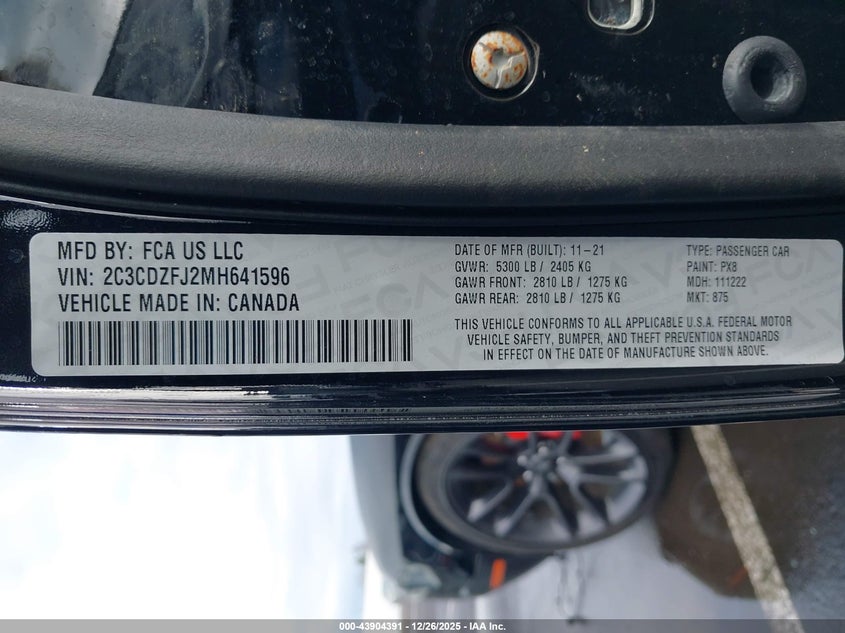 MFD BY: FCA US LLC
VIN: 2C3CDZFJ2MH641596
VEHICLE MADE IN: CANADA
DATE OF MFR (BUILT): 11-21
GVWR: 5300 LB / 2405 KG
GAWR FRONT: 2810 LB / 1275 KG
GAWR REAR: 2810 LB / 1275 KG
TYPE: PASSENGER CAR
PAINT: PX8
MDH: 111222
MKT: 875
THIS VEHICLE CONFORMS TO ALL APPLICABLE U.S.A. FEDERAL MOTOR
VEHICLE SAFETY, BUMPER, AND THEFT PREVENTION STANDARDS
IN EFFECT ON THE DATE OF MANUFACTURE SHOWN ABOVE.
000-43904391 - 12/26/2025 - IAA Inc.